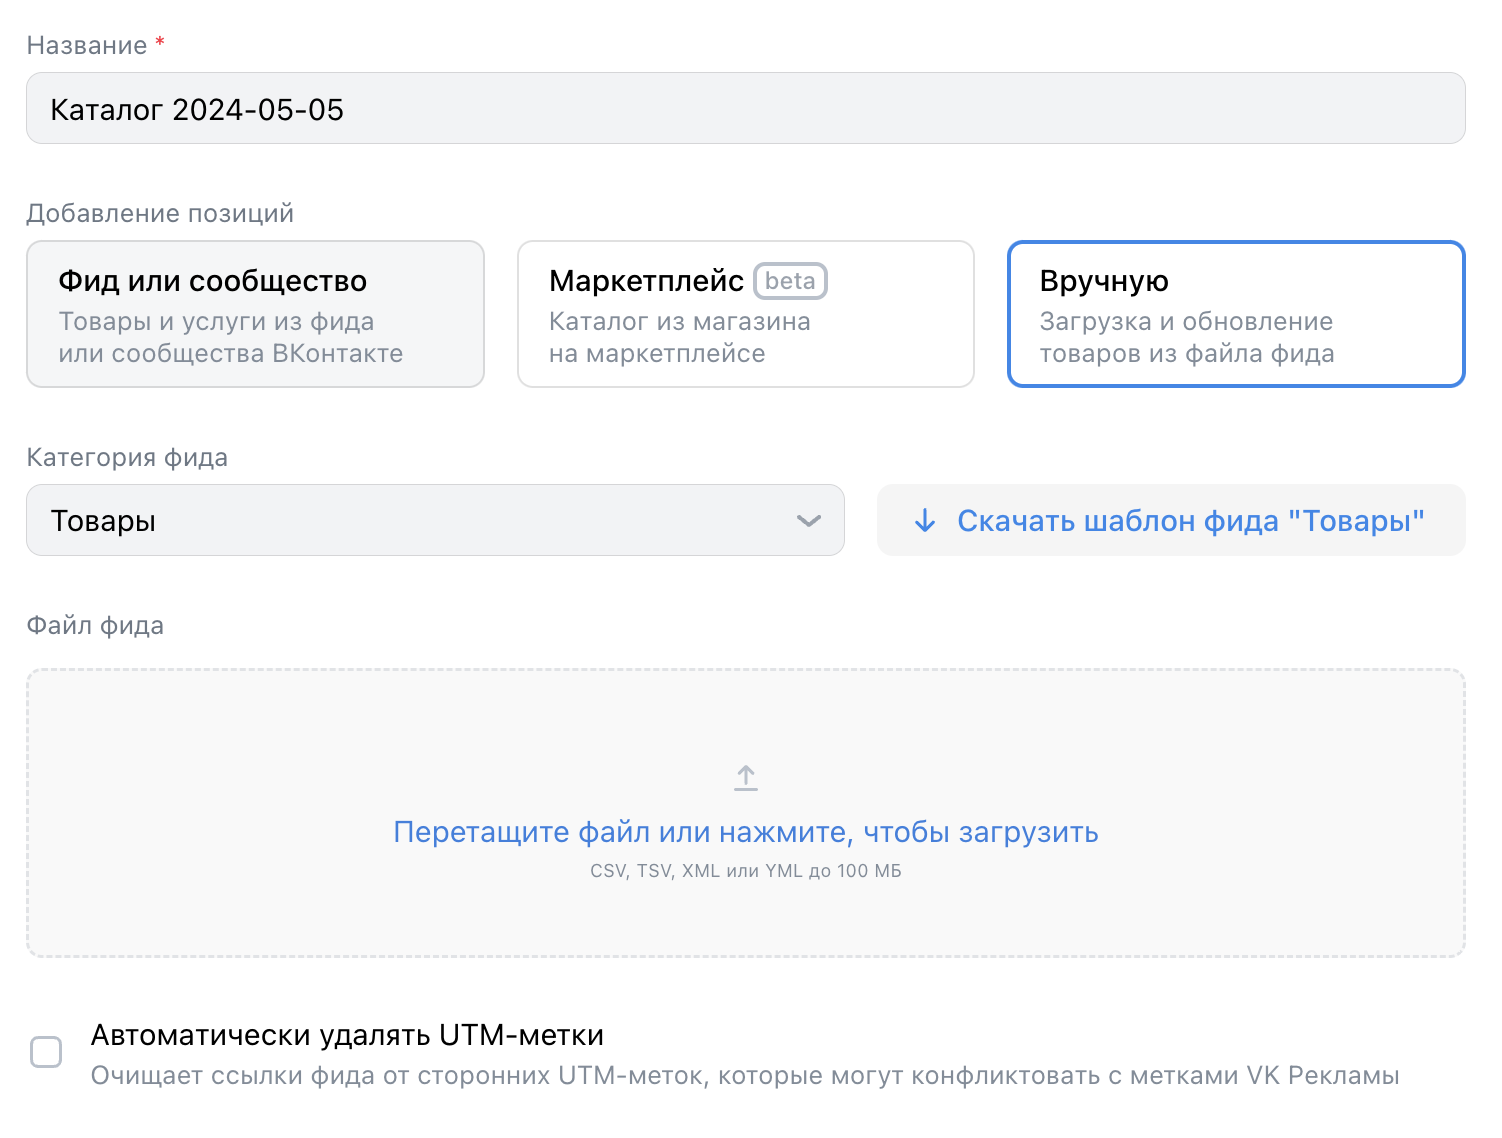 Название *
Каталог 2024-05-05
Добавление позиций
Фид или сообщество
Товары и услуги из фида
или сообщества ВКонтакте
Маркетплейс beta
Каталог из магазина
на маркетплейсе
Вручную
Загрузка и обновление
товаров из файла фида
Категория фида
Товары
Скачать шаблон фида "Товары"
Файл фида
Перетащите файл или нажмите, чтобы загрузить
CSV, TSV, XML или YML до 100 МБ
Автоматически удалять UTM-метки
Очищает ссылки фида от сторонних UTM-меток, которые могут конфликтовать с метками VK Рекламы